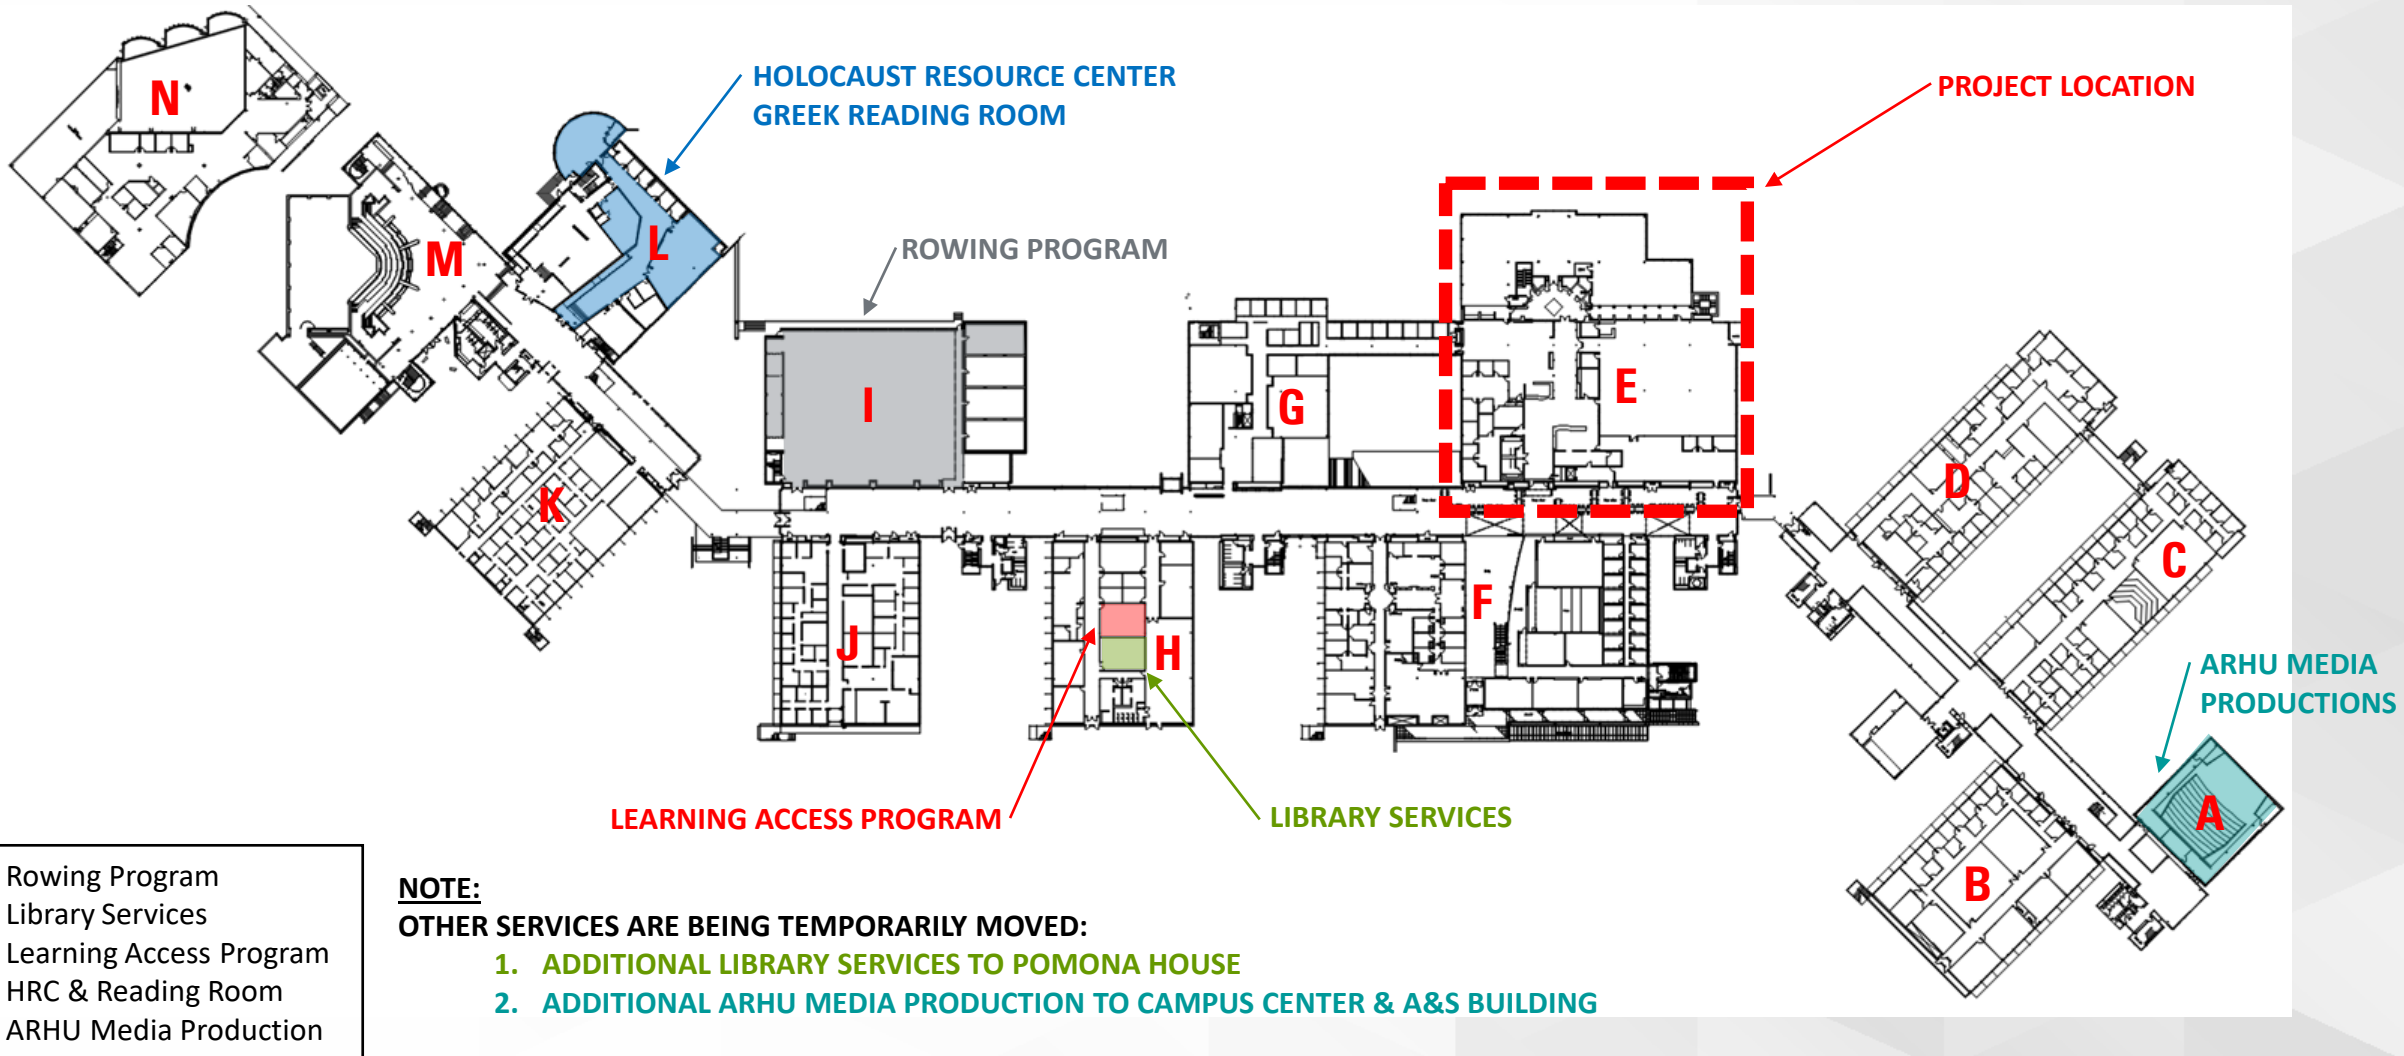 N
HOLOCAUST RESOURCE CENTER
GREEK READING ROOM
PROJECT LOCATION
M
L
ROWING PROGRAM
I
G
E
D
K
C
J
H
F
ARHU MEDIA
PRODUCTIONS
A
B
LEARNING ACCESS PROGRAM
LIBRARY SERVICES
Rowing Program
Library Services
Learning Access Program
HRC & Reading Room
ARHU Media Production
NOTE:
OTHER SERVICES ARE BEING TEMPORARILY MOVED:
1. ADDITIONAL LIBRARY SERVICES TO POMONA HOUSE
2. ADDITIONAL ARHU MEDIA PRODUCTION TO CAMPUS CENTER & A&S BUILDING